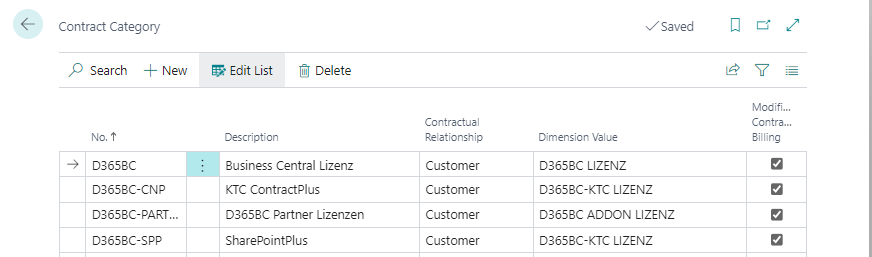 Contract Category
Saved
Search
New
Edit List
Delete
Modifi...
Contra...
Billing
Contractual
Relationship
No. ↑
Description
Dimension Value
D365BC
Business Central Lizenz
Customer
D365BC LIZENZ
D365BC-CNP
KTC ContractPlus
Customer
D365BC-KTC LIZENZ
D365BC-PART...
D365BC Partner Lizenzen
Customer
D365BC ADDON LIZENZ
D365BC-SPP
SharePointPlus
Customer
D365BC-KTC LIZENZ